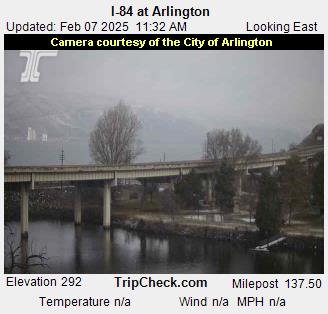 I-84 at Arlington
Updated: Feb 07 2025 11:32 AM Looking East
Camera courtesy of the City of Arlington
Elevation 292 TripCheck.com Milepost 137.50
Temperature n/a Wind n/a MPH n/a